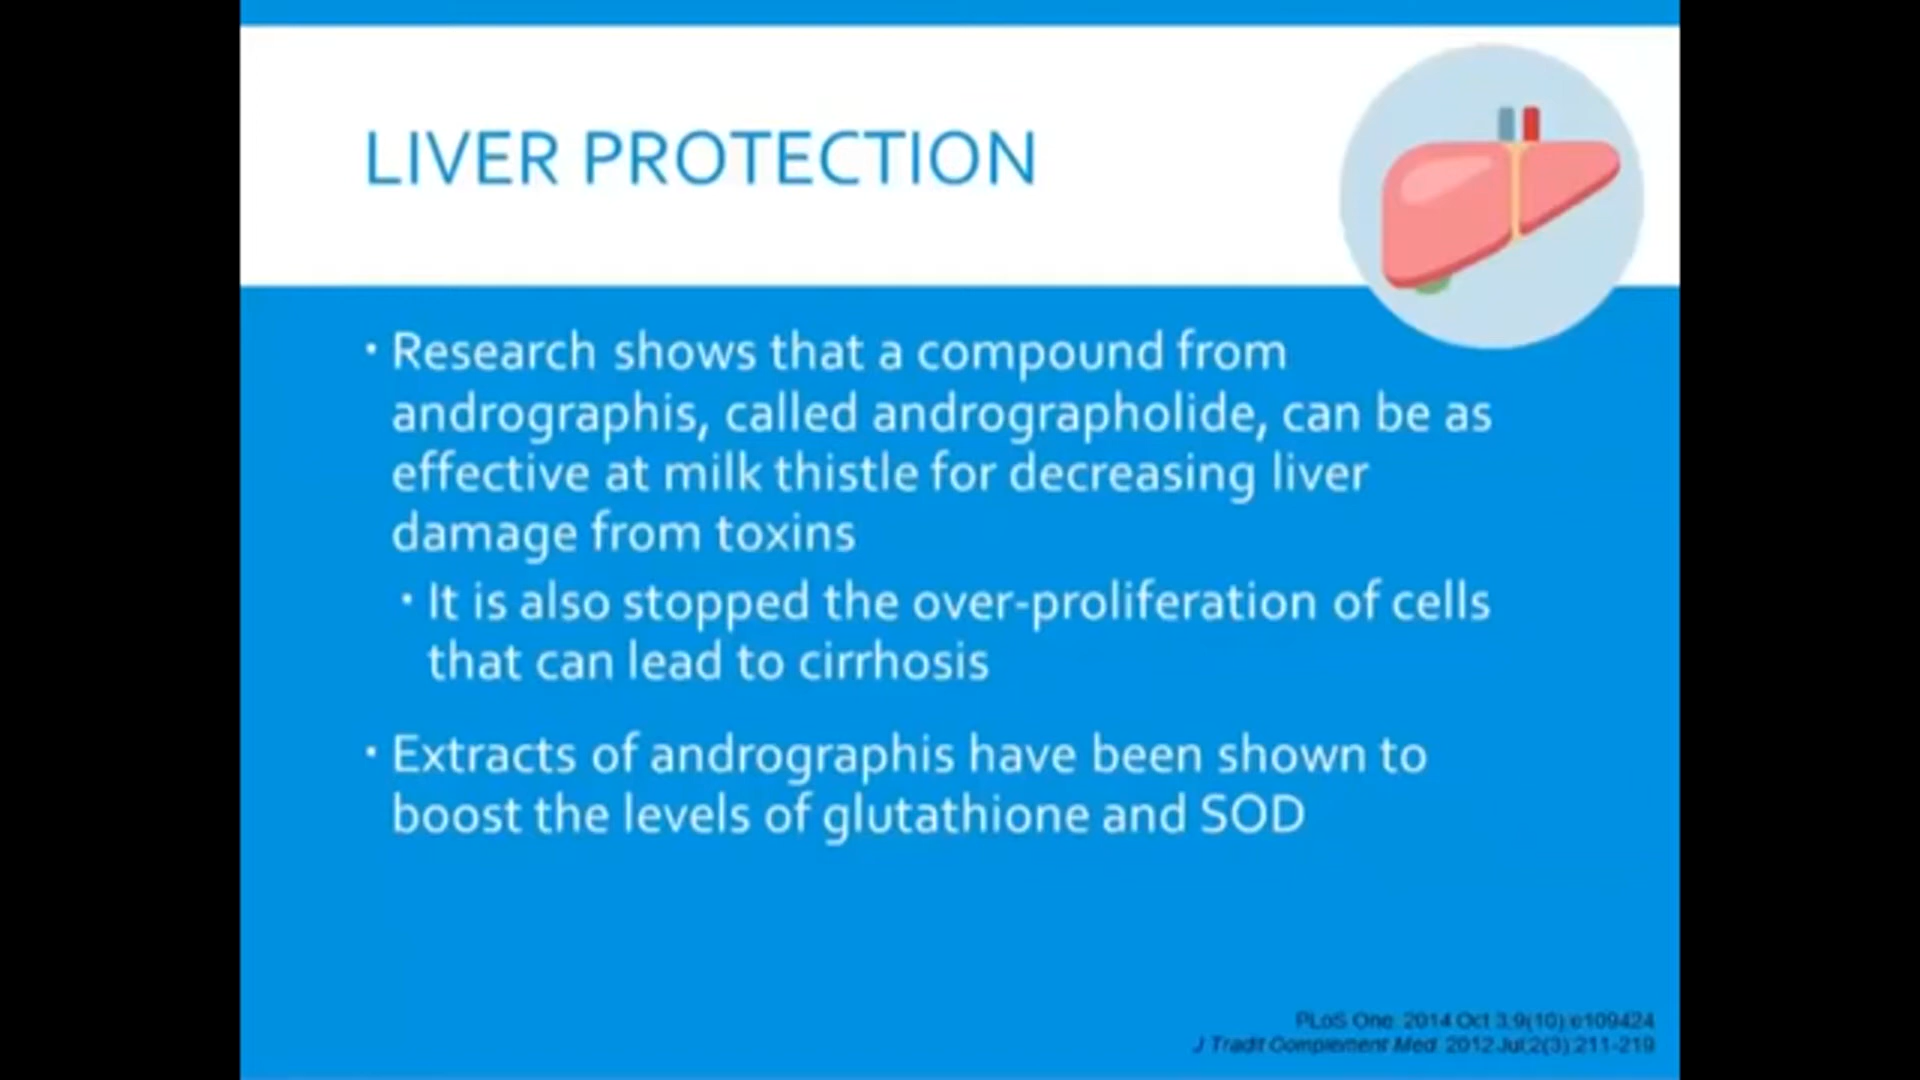 LIVER PROTECTION
· Research shows that a compound from
andrographis, called andrographolide, can be as
effective at milk thistle for decreasing liver
damage from toxins
· It is also stopped the over-proliferation of cells
that can lead to cirrhosis
· Extracts of andrographis have been shown to
boost the levels of glutathione and SOD
PLoS One. 2014 Oct 3;9(10):e109424
J Tradit Complement Med. 2012 Jul;2(3):211-219